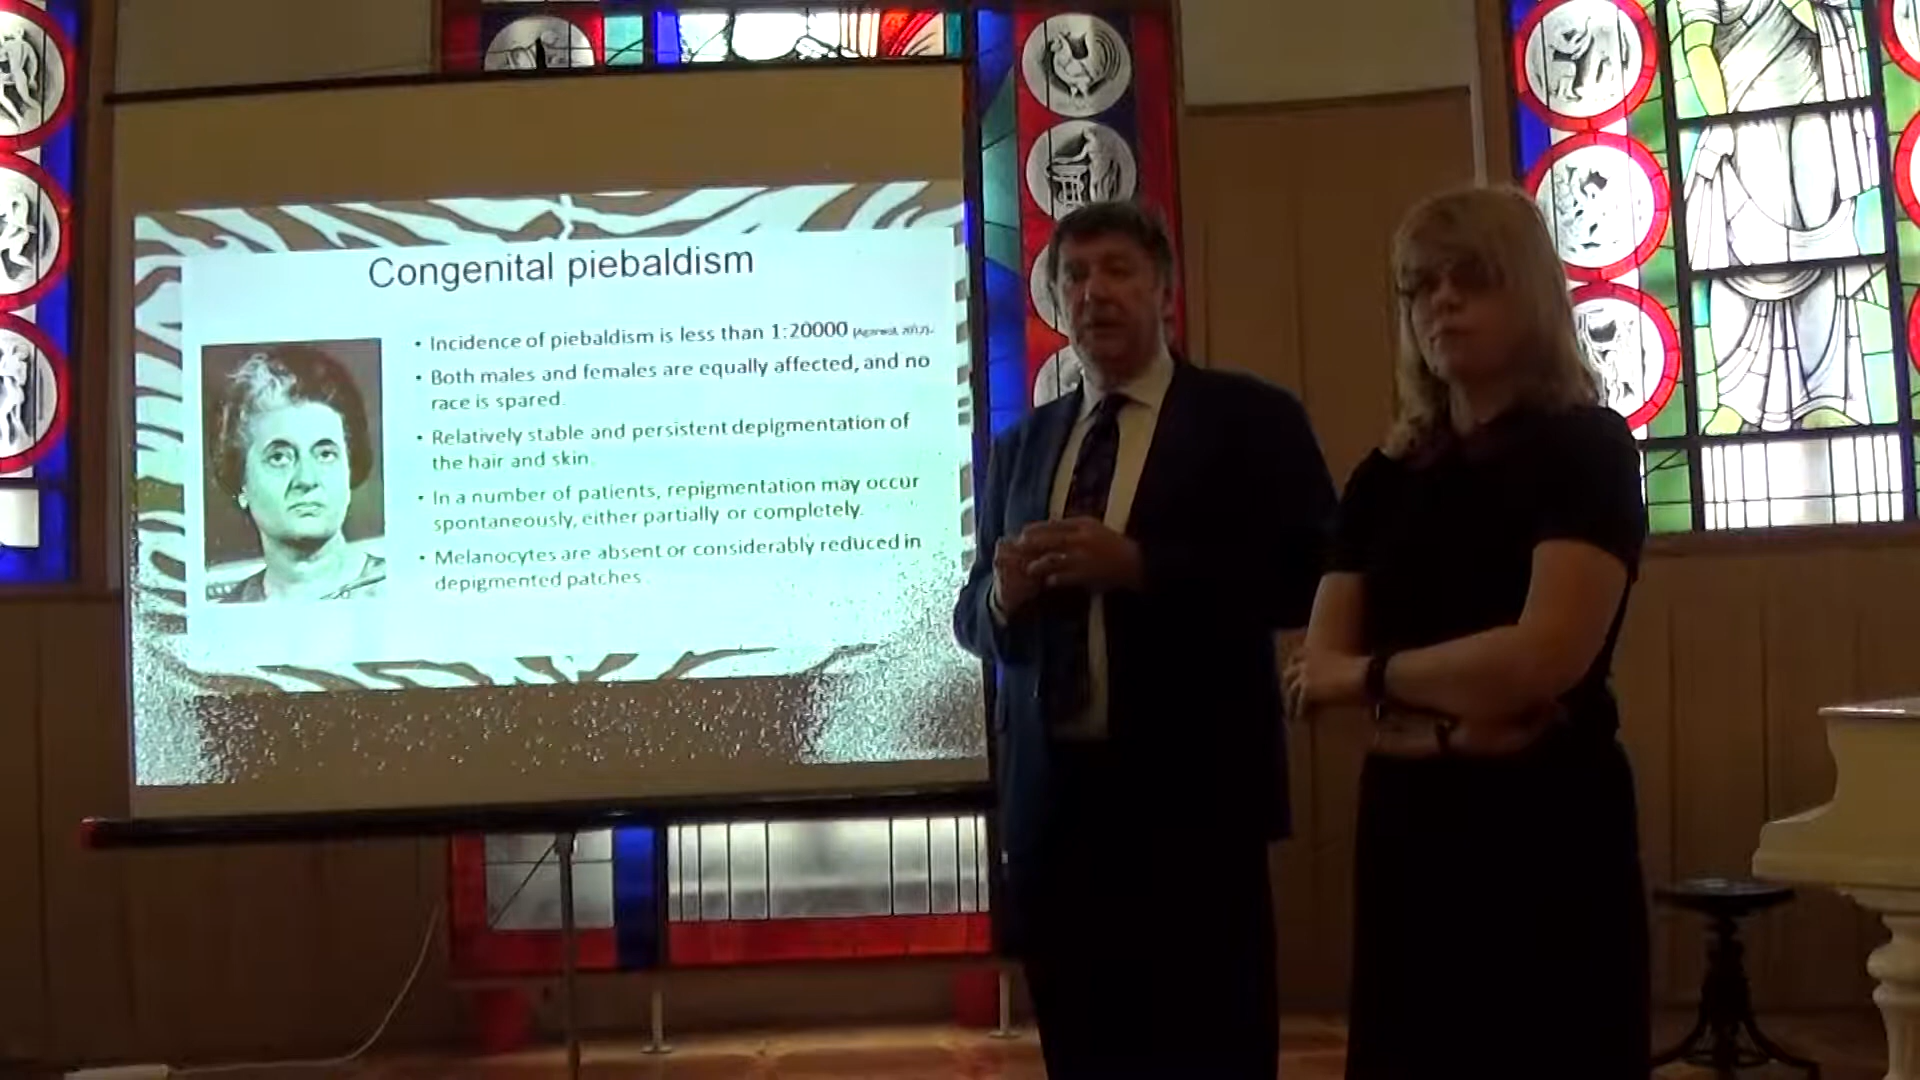 Congenital piebaldism
• Incidence of piebaldism is less than 1:20000 (Agarwal, 2012).
• Both males and females are equally affected, and no
race is spared.
• Relatively stable and persistent depigmentation of
the hair and skin.
• In a number of patients, repigmentation may occur
spontaneously, either partially or completely.
• Melanocytes are absent or considerably reduced in
depigmented patches.